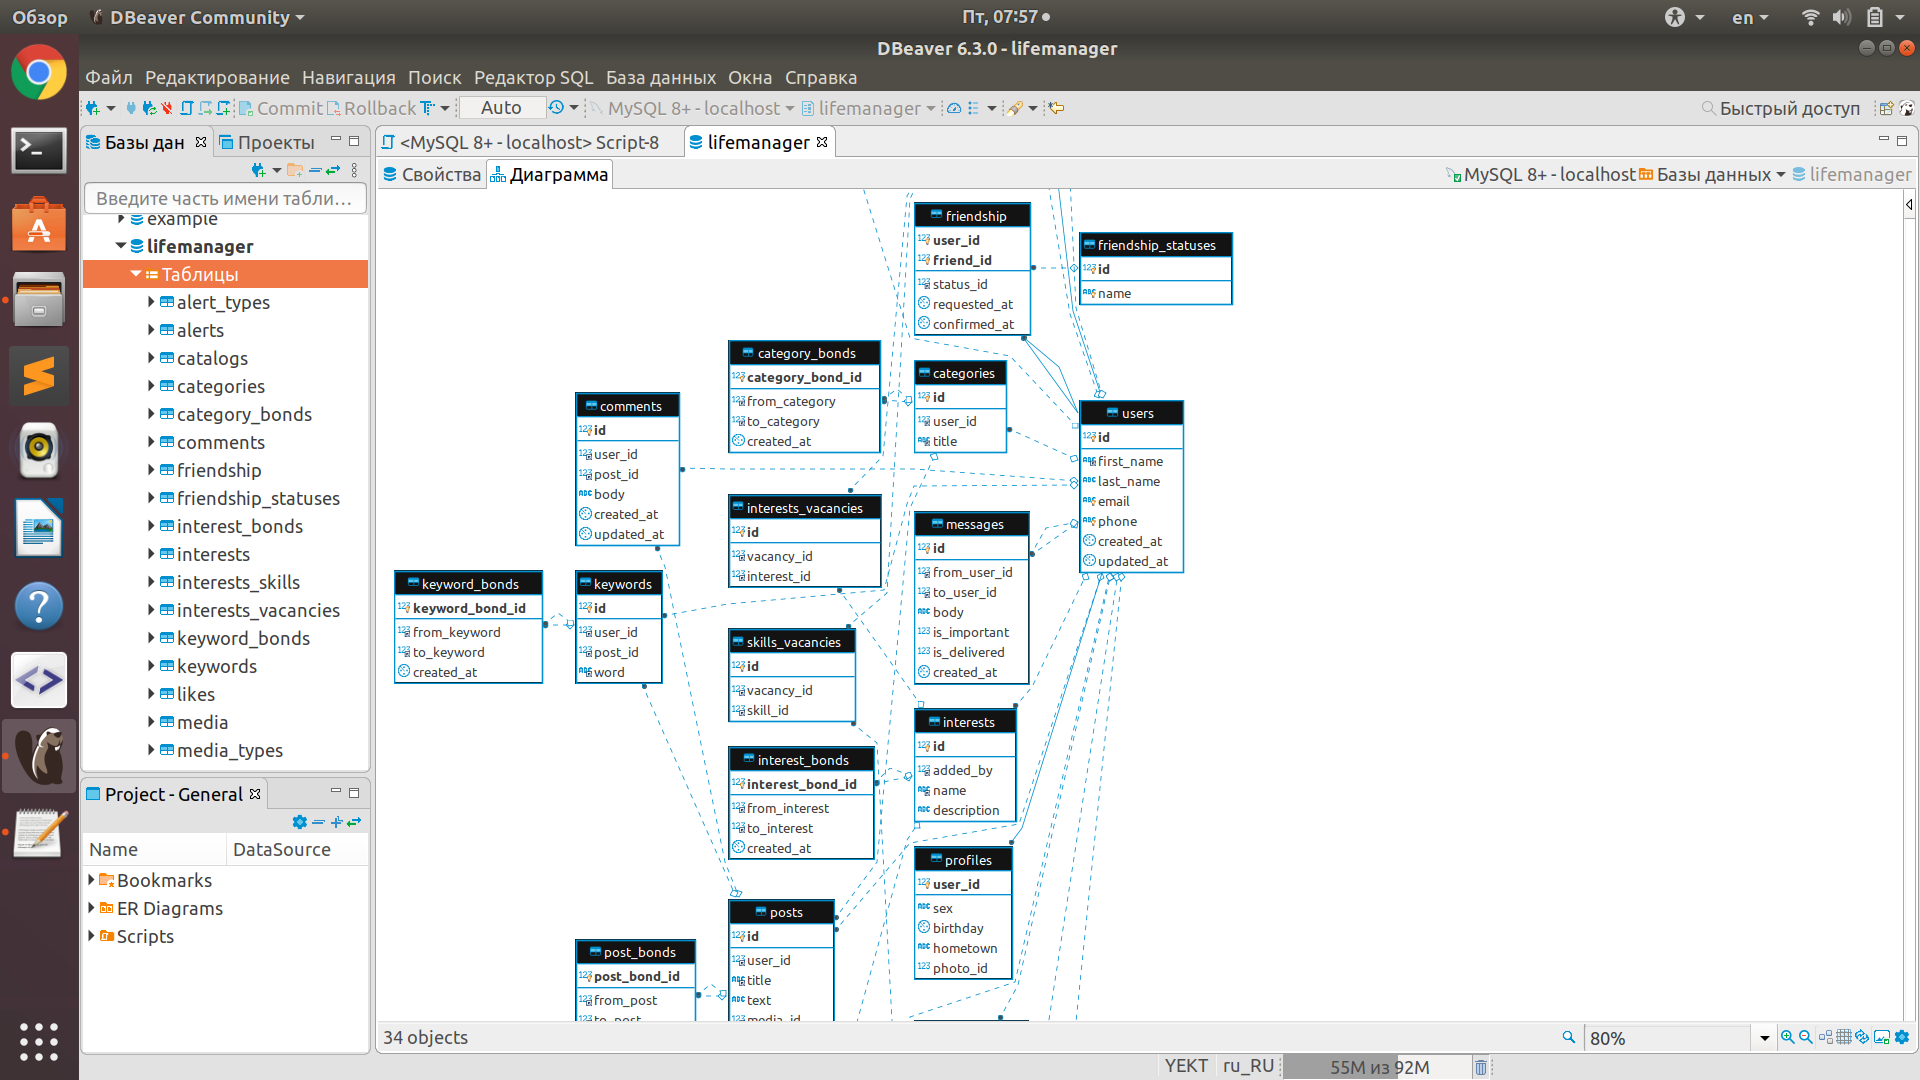 Обзор
DBeaver Community
Пт, 07:57
en
DBeaver 6.3.0 - lifemanager
Файл Редактирование Навигация Поиск Редактор SQL База данных Окна Справка
Commit Rollback Auto MySQL 8+ - localhost lifemanager Быстрый доступ
Базы дан Проекты
<MySQL 8+ - localhost> Script-8 lifemanager
Свойства Диаграмма
MySQL 8+ - localhost Базы данных lifemanager
Введите часть имени табли...
example
lifemanager
Таблицы
alert_types
alerts
catalogs
categories
category_bonds
comments
friendship
friendship_statuses
interest_bonds
interests
interests_skills
interests_vacancies
keyword_bonds
keywords
likes
media
media_types
Project - General
Name DataSource
Bookmarks
ER Diagrams
Scripts
friendship
user_id
friend_id
status_id
requested_at
confirmed_at
friendship_statuses
id
name
category_bonds
category_bond_id
from_category
to_category
created_at
categories
id
user_id
title
comments
id
user_id
post_id
body
created_at
updated_at
users
id
first_name
last_name
email
phone
created_at
updated_at
interests_vacancies
id
vacancy_id
interest_id
messages
id
from_user_id
to_user_id
body
is_important
is_delivered
created_at
keyword_bonds
keyword_bond_id
from_keyword
to_keyword
created_at
keywords
id
user_id
post_id
word
skills_vacancies
id
vacancy_id
skill_id
interests
id
added_by
name
description
interest_bonds
interest_bond_id
from_interest
to_interest
created_at
profiles
user_id
sex
birthday
hometown
photo_id
posts
id
user_id
title
text
media_id
post_bonds
post_bond_id
from_post
to_post
34 objects
80%
YEKT ru_RU 55M из 92M